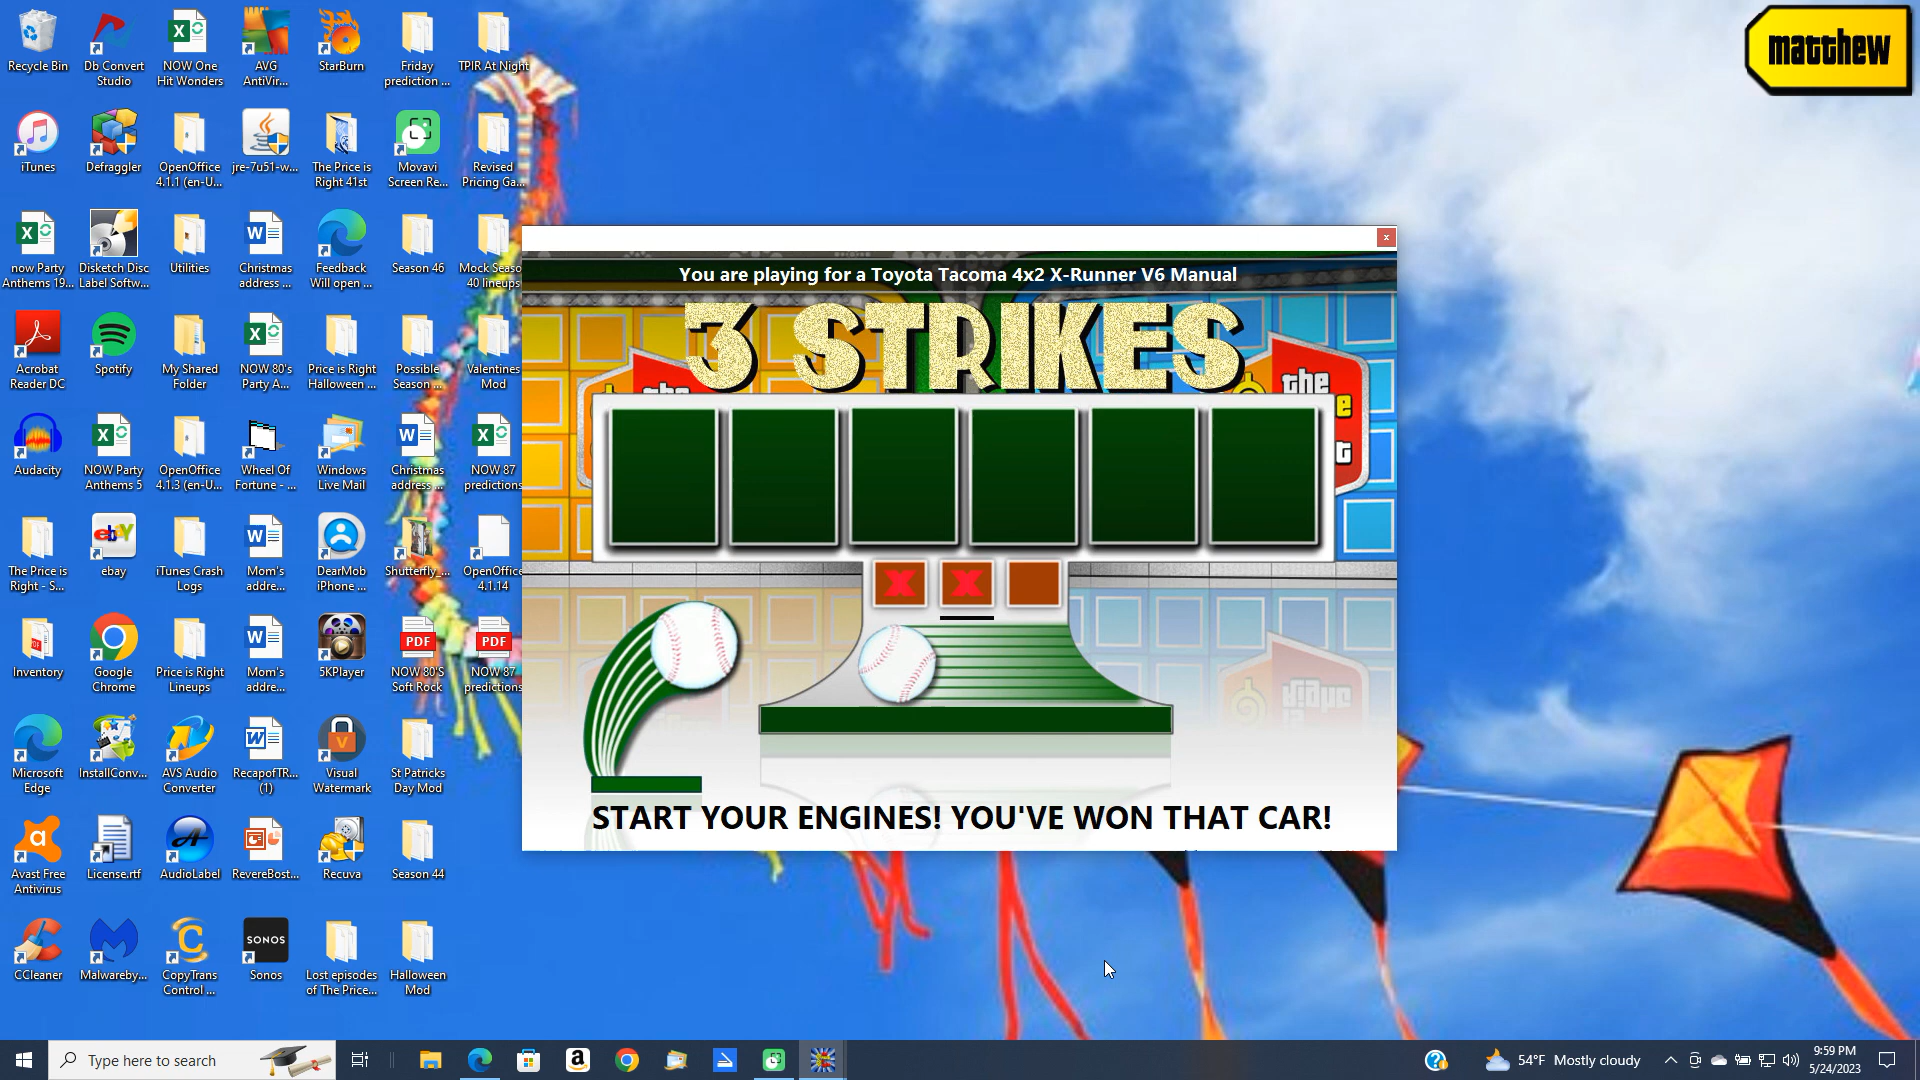 Recycle Bin
Db Convert
Studio
NOW One
Hit Wonders
AVG
AntiVir...
StarBurn
Friday
prediction ...
TPIR At Night
matthew
iTunes
Defraggler
OpenOffice
4.1.1 (en-U...
jre-7u51-w...
The Price is
Right 41st
Movavi
Screen Re...
Revised
Pricing Ga...
now Party
Anthems 19...
Disketch Disc
Label Softw...
Utilities
Christmas
address ...
Feedback
Will open ...
Season 46
Mock Seaso
40 lineups
Acrobat
Reader DC
Spotify
My Shared
Folder
NOW 80's
Party A...
Price is Right
Halloween ...
Possible
Season ...
Valentines
Mod
Audacity
NOW Party
Anthems 5
OpenOffice
4.1.3 (en-U...
Wheel Of
Fortune - ...
Windows
Live Mail
Christmas
address ...
NOW 87
predictions
The Price is
Right - S...
ebay
ebay
iTunes Crash
Logs
Mom's
addre...
DearMob
iPhone ...
Shutterfly_...
OpenOffice
4.1.14
Inventory
Google
Chrome
Price is Right
Lineups
Mom's
addre...
5KPlayer
PDF
NOW 80'S
Soft Rock
PDF
NOW 87
predictions
Microsoft
Edge
InstallConv...
AVS Audio
Converter
RecapofTR...
(1)
Visual
Watermark
St Patricks
Day Mod
Avast Free
Antivirus
License.rtf
AudioLabel
RevereBost...
Recuva
Season 44
CCleaner
Malwareby...
CopyTrans
Control ...
SONOS
Sonos
Lost episodes
of The Price...
Halloween
Mod
x
You are playing for a Toyota Tacoma 4x2 X-Runner V6 Manual
3 STRIKES
the
the
X X
START YOUR ENGINES! YOU'VE WON THAT CAR!
Type here to search
54°F Mostly cloudy
9:59 PM
5/24/2023